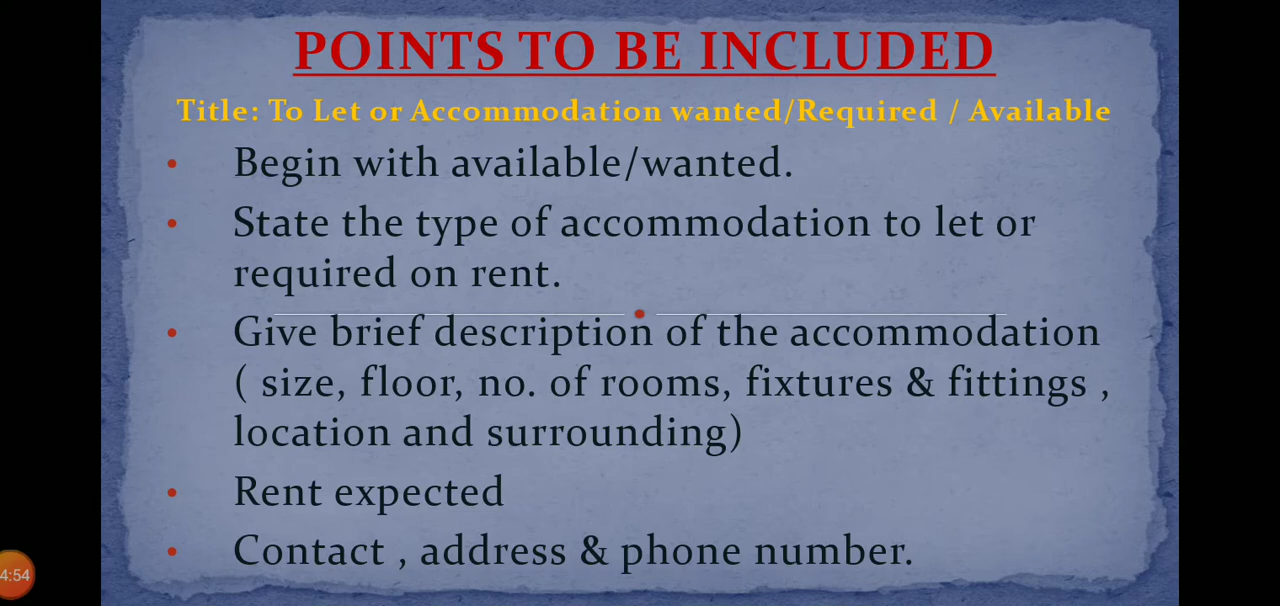 POINTS TO BE INCLUDED
Title: To Let or Accommodation wanted/Required / Available
• Begin with available/wanted.
• State the type of accommodation to let or
required on rent.
• Give brief description of the accommodation
( size, floor, no. of rooms, fixtures & fittings ,
location and surrounding)
• Rent expected
• Contact , address & phone number.
4:54